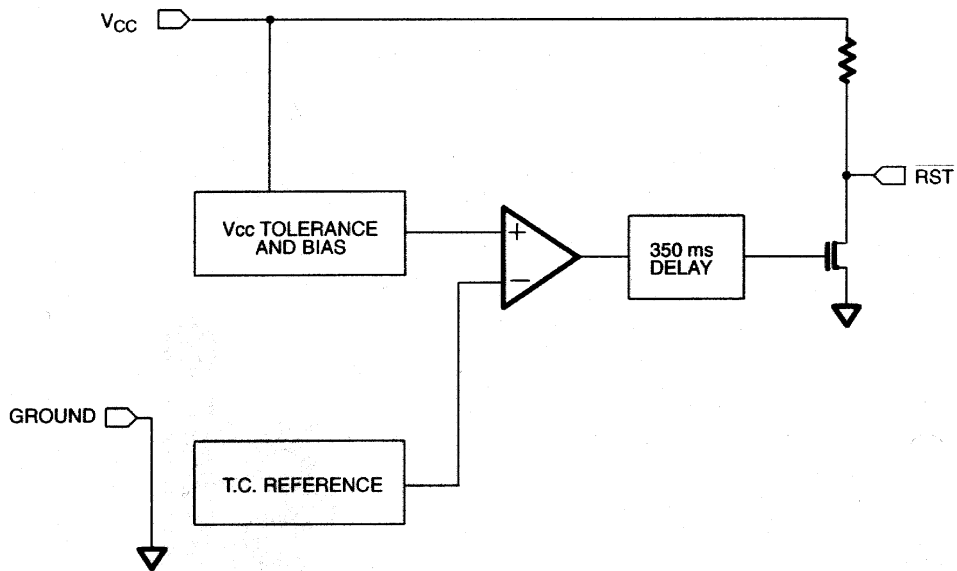 VCC
RST
Vcc TOLERANCE
AND BIAS
+
−
350 ms
DELAY
GROUND
T.C. REFERENCE